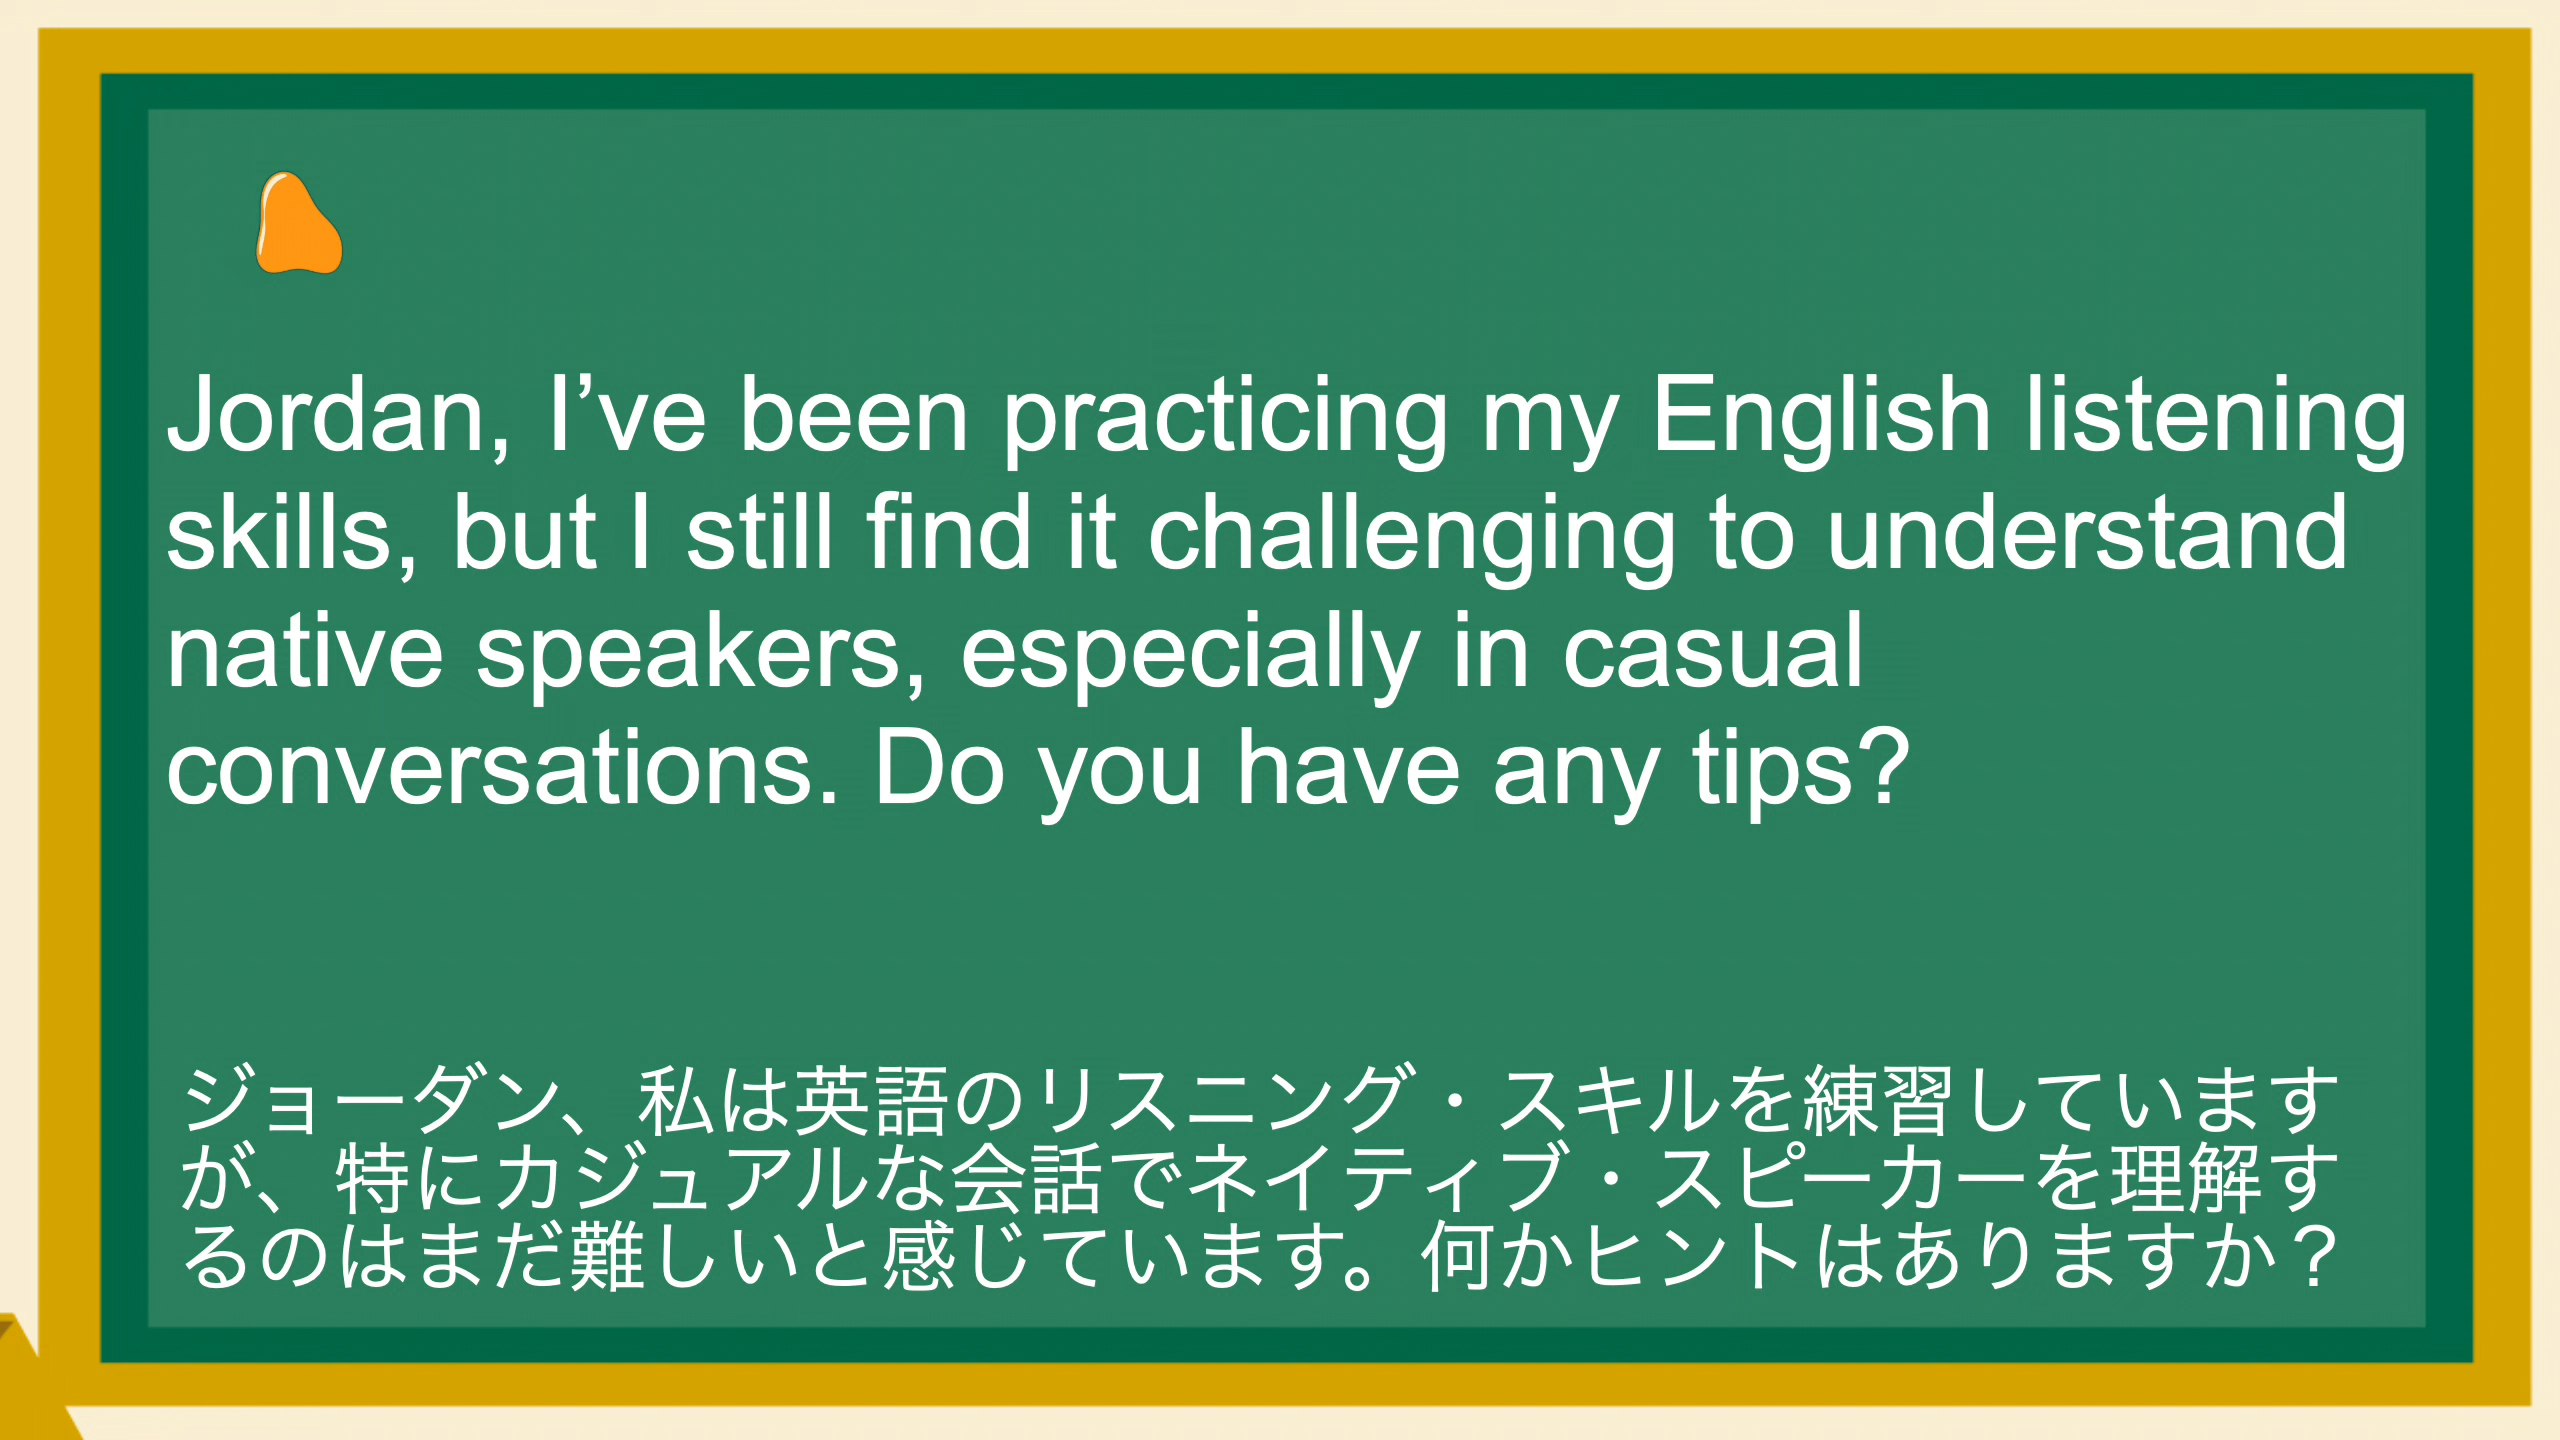 Jordan, I’ve been practicing my English listening
skills, but I still find it challenging to understand
native speakers, especially in casual
conversations. Do you have any tips?
ジョーダン、私は英語のリスニング・スキルを練習しています
が、特にカジュアルな会話でネイティブ・スピーカーを理解す
るのはまだ難しいと感じています。何かヒントはありますか？